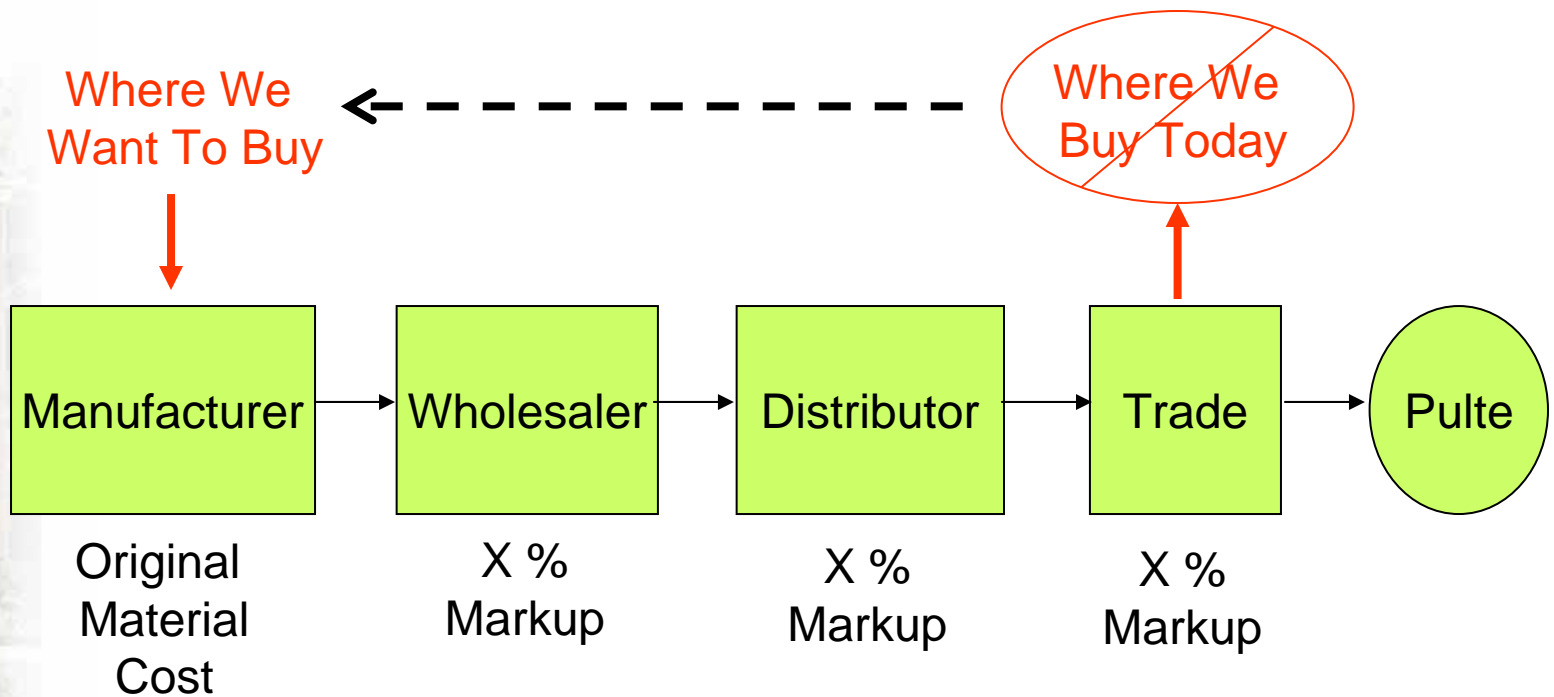 Where We
Want To Buy
Where We
Buy Today
Manufacturer
Wholesaler
Distributor
Trade
Pulte
Original
Material
Cost
X %
Markup
X %
Markup
X %
Markup